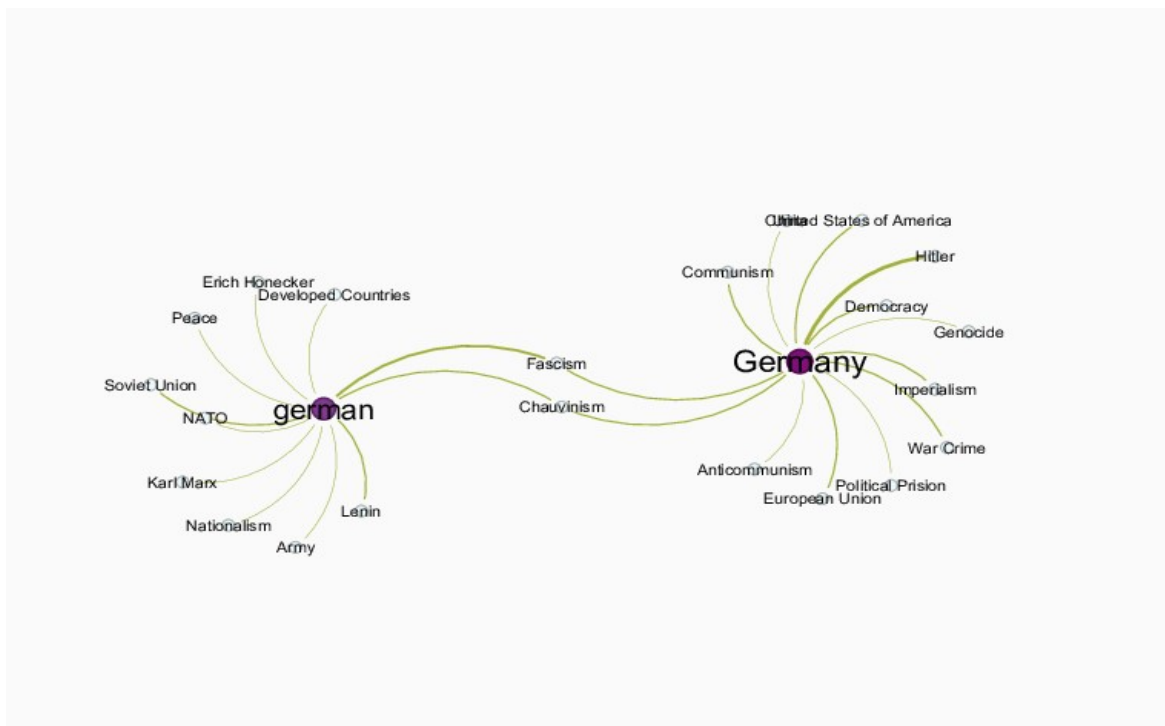 United States of America
Hitler
Communism
Erich Honecker
Developed Countries
Democracy
Peace
Genocide
Fascism
Germany
Soviet Union
Imperialism
Chauvinism
german
NATO
War Crime
Anticommunism
Karl Marx
Political Prision
European Union
Lenin
Nationalism
Army